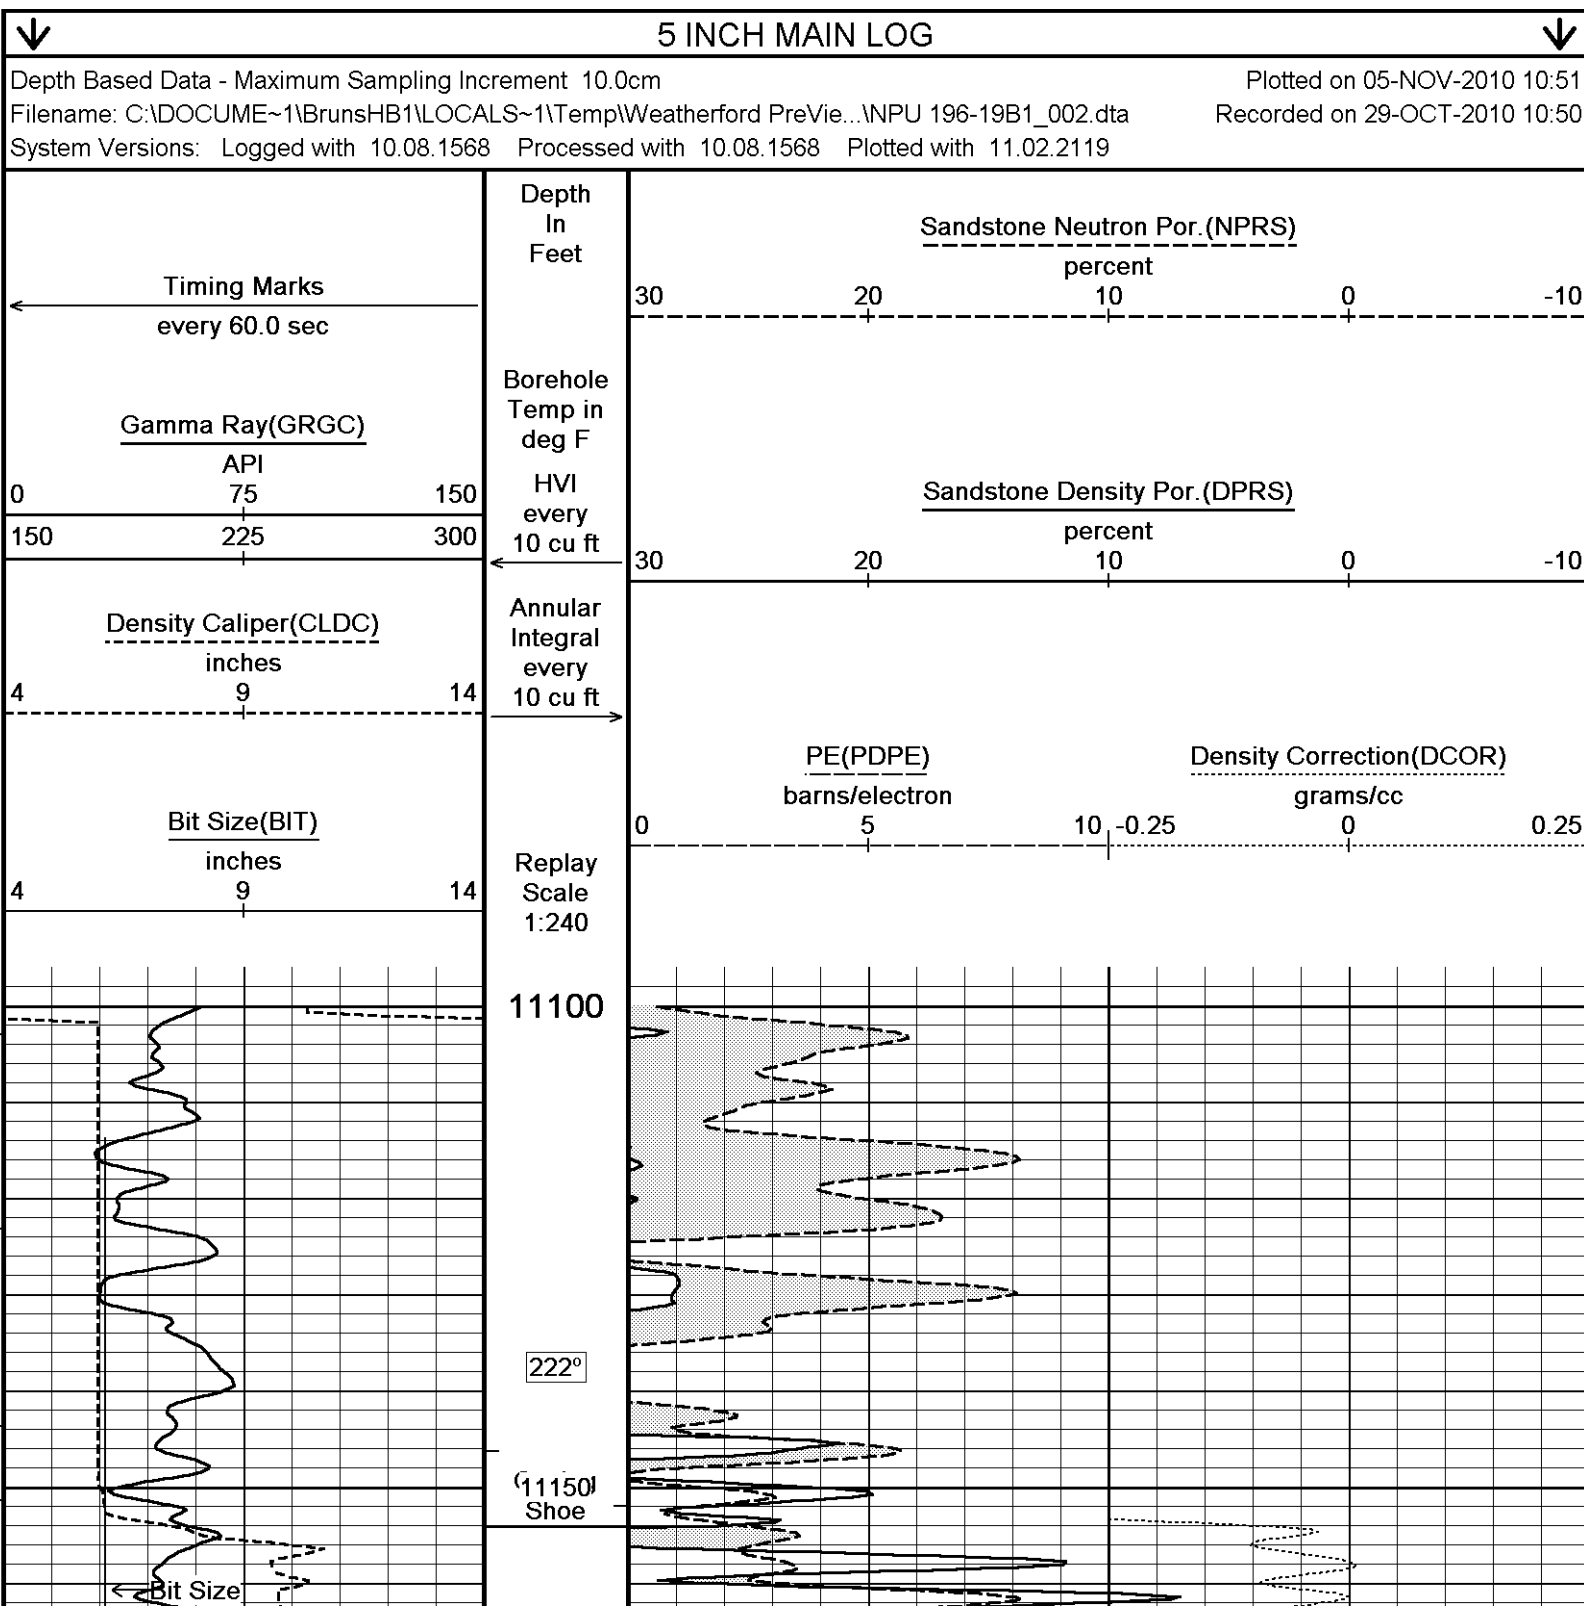 5 INCH MAIN LOG
Depth Based Data - Maximum Sampling Increment 10.0cm
Plotted on 05-NOV-2010 10:51
Filename: C:\DOCUME~1\BrunsHB1\LOCALS~1\Temp\Weatherford PreVie...\NPU 196-19B1_002.dta
Recorded on 29-OCT-2010 10:50
System Versions: Logged with 10.08.1568 Processed with 10.08.1568 Plotted with 11.02.2119
Timing Marks
every 60.0 sec
Gamma Ray(GRGC)
API
0 75 150
150 225 300
Density Caliper(CLDC)
inches
4 9 14
Bit Size(BIT)
inches
4 9 14
Depth
In
Feet
Borehole
Temp in
deg F
HVI
every
10 cu ft
Annular
Integral
every
10 cu ft
Replay
Scale
1:240
Sandstone Neutron Por.(NPRS)
percent
30 20 10 0 -10
Sandstone Density Por.(DPRS)
percent
30 20 10 0 -10
PE(PDPE)
barns/electron
0 5 10
Density Correction(DCOR)
grams/cc
-0.25 0 0.25
11100
222º
11150
Shoe
Bit Size